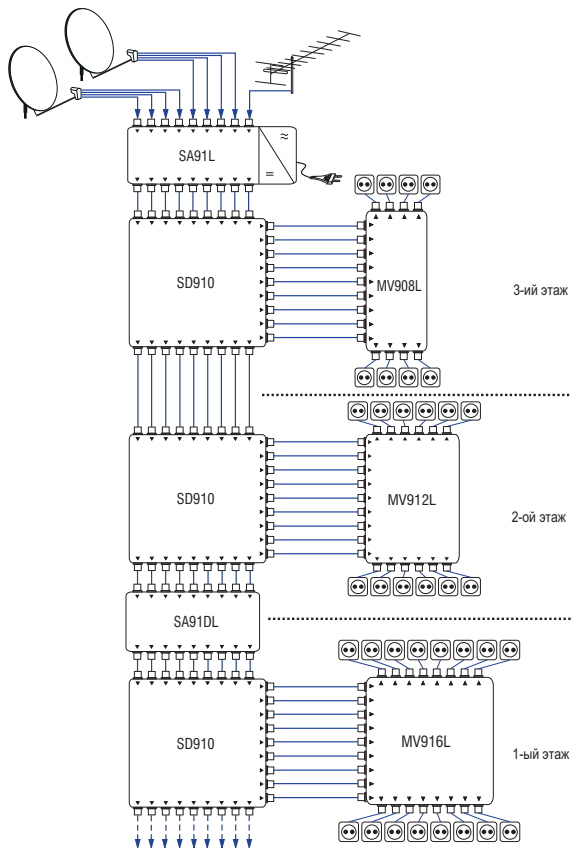 SA91L
≈
=
SD910
MV908L
3-ий этаж
SD910
MV912L
2-ой этаж
SA91DL
SD910
MV916L
1-ый этаж